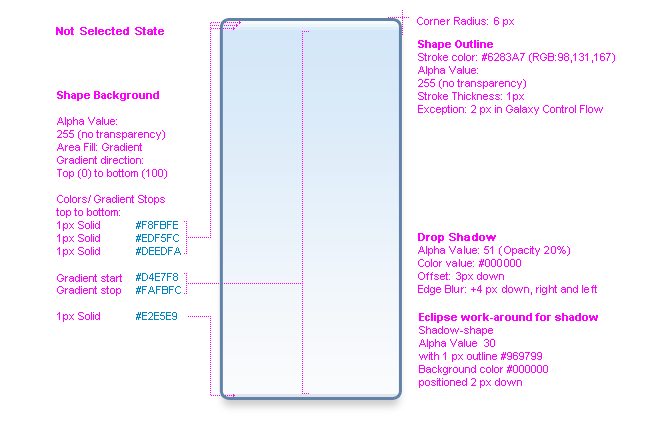 Not Selected State
Shape Background
Alpha Value:
255 (no transparency)
Area Fill: Gradient
Gradient direction:
Top (0) to bottom (100)
Colors/ Gradient Stops
top to bottom:
1px Solid #F8FBFE
1px Solid #EDF5FC
1px Solid #DEEDFA
Gradient start #D4E7F8
Gradient stop #FAFBFC
1px Solid #E2E5E9
Corner Radius: 6 px
Shape Outline
Stroke color: #6283A7 (RGB:98,131,167)
Alpha Value:
255 (no transparency)
Stroke Thickness: 1px
Exception: 2 px in Galaxy Control Flow
Drop Shadow
Alpha Value: 51 (Opacity 20%)
Color value: #000000
Offset: 3px down
Edge Blur: +4 px down, right and left
Eclipse work-around for shadow
Shadow-shape
Alpha Value 30
with 1 px outline #969799
Background color #000000
positioned 2 px down